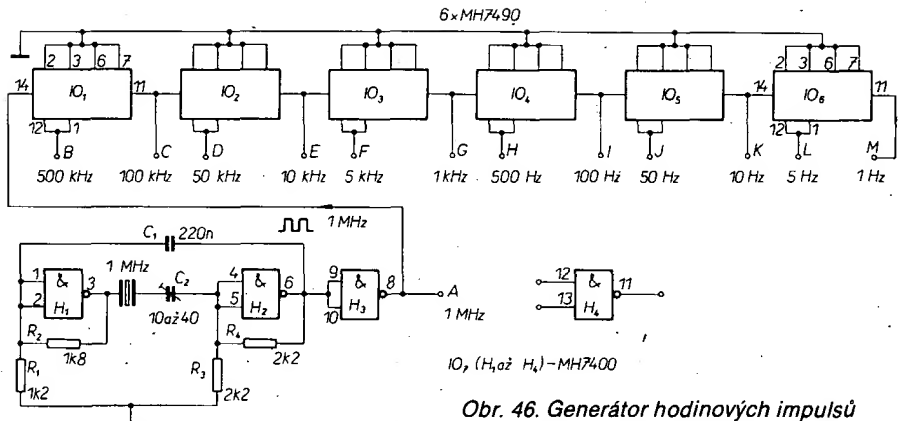 6×MH7490
2 3 6 7
2 3 6 7
14 IO₁ 11 IO₂ IO₃ IO₄ IO₅ 14 IO₆ 11
12 1
12 1
B C D E F G H I J K L M
500 kHz 100 kHz 50 kHz 10 kHz 5 kHz 1 kHz 500 Hz 100 Hz 50 Hz 10 Hz 5 Hz 1 Hz
1 MHz
C₁ 220n
1 MHz
1 2 & H₁ 3
C₂
10 až 40
4 5 & H₂ 6
9 10 & H₃ 8
A
1 MHz
12 13 & H₄ 11
R₂
1k8
R₄
2k2
R₁
1k2
R₃
2k2
IO₇ (H₁ až H₄) – MH7400
Obr. 46. Generátor hodinových impulsů